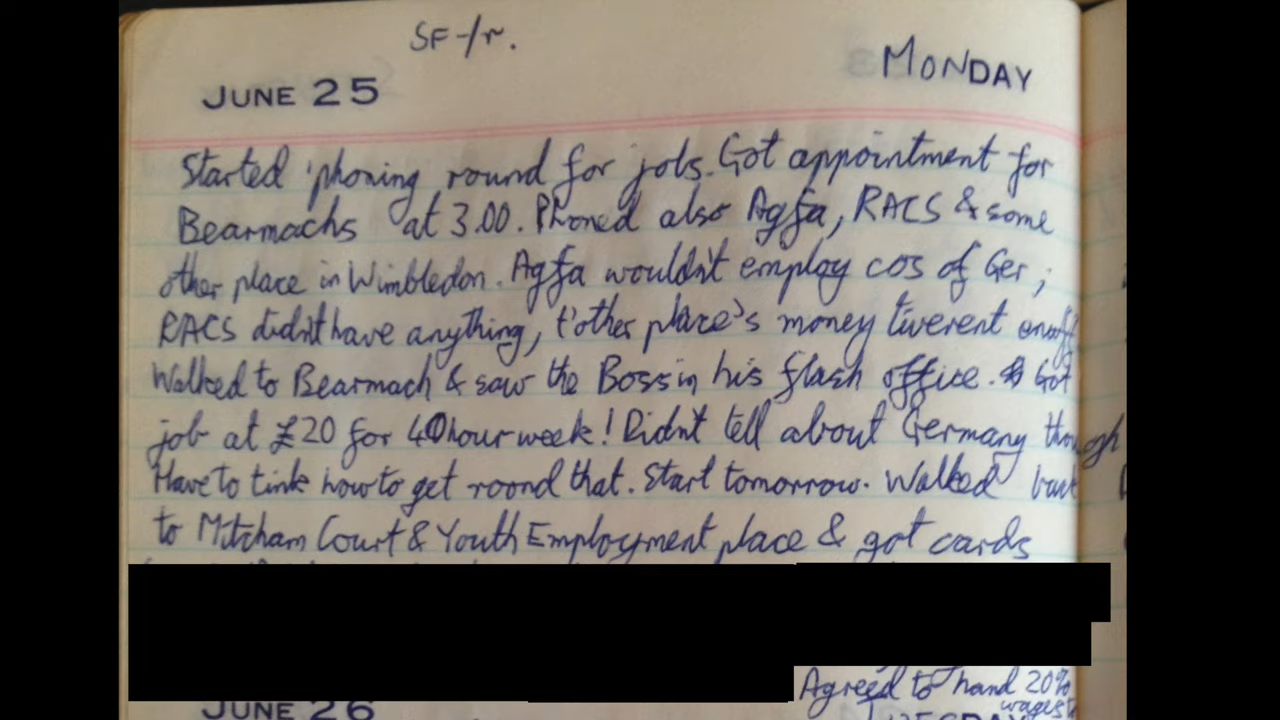 SF-/r.
JUNE 25 MONDAY
Started 'phoning round for jobs. Got appointment for
Bearmachs at 3.00. Phoned also Agfa, RACS & some
other place in Wimbledon. Agfa wouldn't employ cos of Ger;
RACS didn't have anything, t'other place's money tiverent enuff
Walked to Bearmach & saw the Boss in his flash office. Got
job at £20 for 40 hour week! Didn't tell about Germany though
Have to tink how to get roond that. Start tomorrow. Walked back
to Mitcham Court & Youth Employment place & got cards
Agreed to hand 20%
wages
JUNE 26 TUESDAY